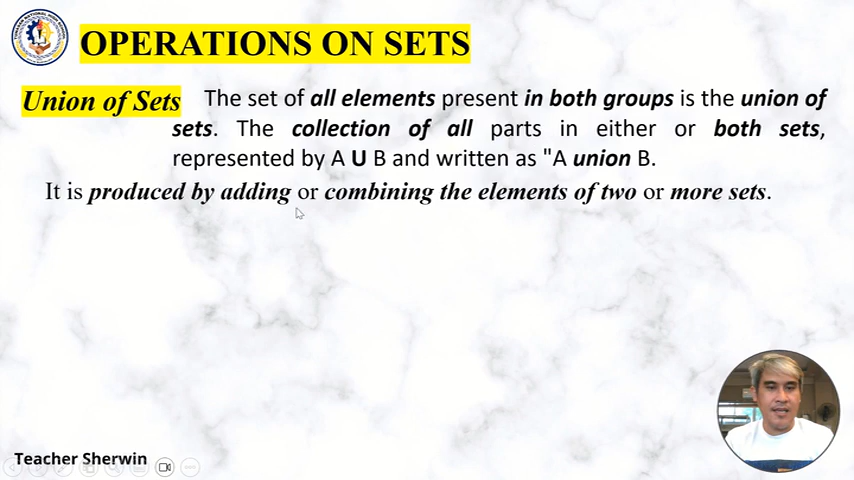 OPERATIONS ON SETS
Union of Sets The set of all elements present in both groups is the union of
sets. The collection of all parts in either or both sets,
represented by A U B and written as "A union B.
It is produced by adding or combining the elements of two or more sets.
Teacher Sherwin